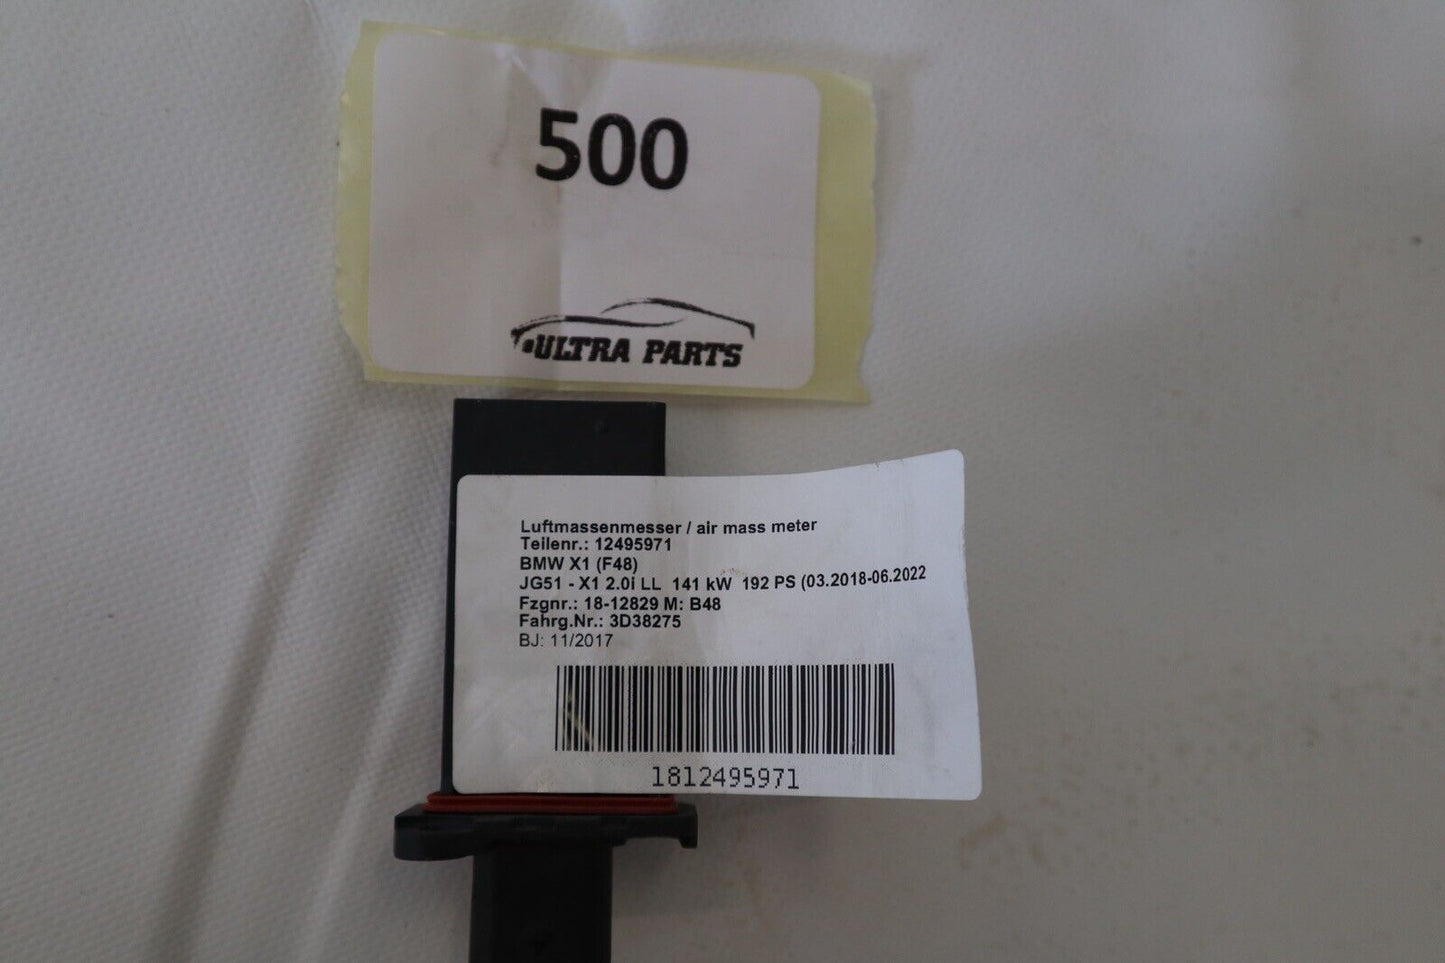 500
ULTRA PARTS
Luftmassenmesser / air mass meter
Teilenr.: 12495971
BMW X1 (F48)
JG51 - X1 2.0i LL 141 kW 192 PS (03.2018-06.2022
Fzgnr.: 18-12829 M: B48
Fahrg.Nr.: 3D38275
BJ: 11/2017
1812495971